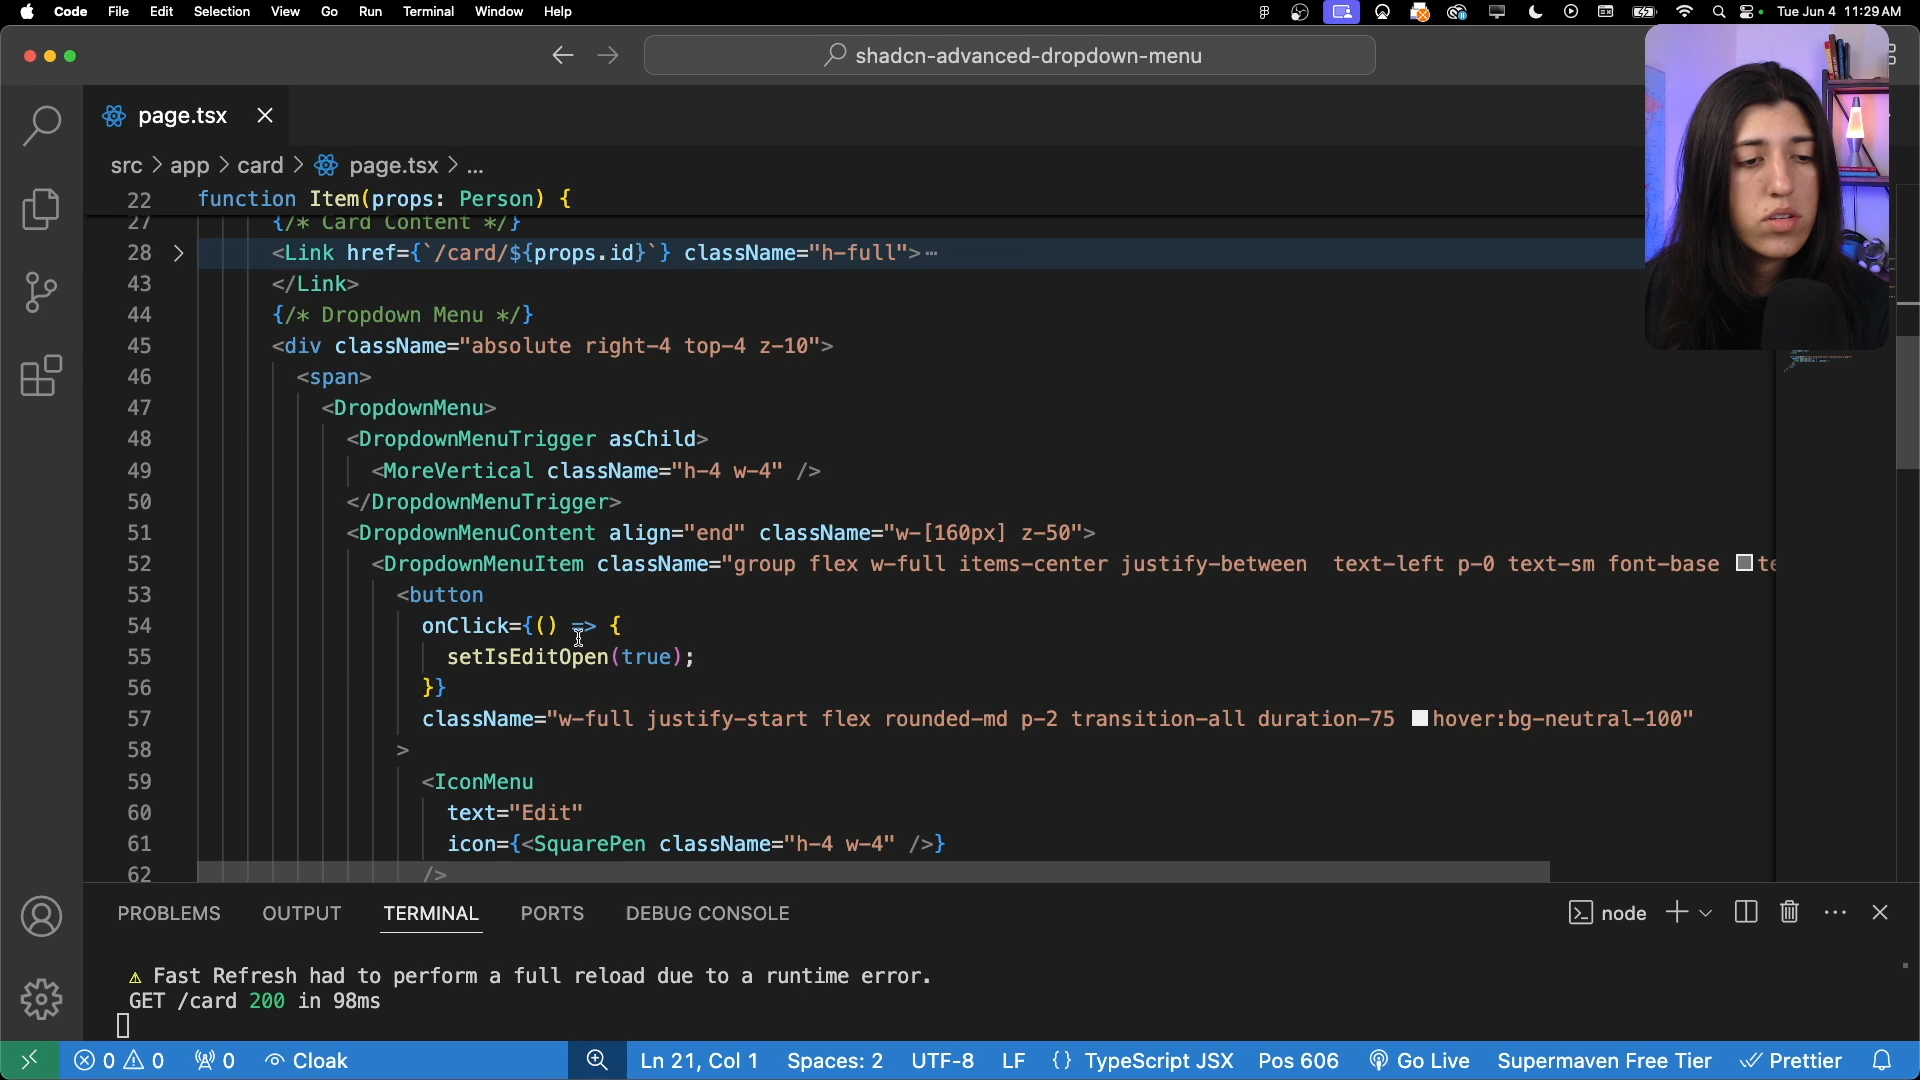 Code File Edit Selection View Go Run Terminal Window Help Tue Jun 4 11:29 AM
shadcn-advanced-dropdown-menu
page.tsx
src > app > card > page.tsx > ...
22 function Item(props: Person) {
27 {/* Card Content */}
28 <Link href={`/card/${props.id}`} className="h-full">⋯
43 </Link>
44 {/* Dropdown Menu */}
45 <div className="absolute right-4 top-4 z-10">
46 <span>
47 <DropdownMenu>
48 <DropdownMenuTrigger asChild>
49 <MoreVertical className="h-4 w-4" />
50 </DropdownMenuTrigger>
51 <DropdownMenuContent align="end" className="w-[160px] z-50">
52 <DropdownMenuItem className="group flex w-full items-center justify-between  text-left p-0 text-sm font-base te
53 <button
54 onClick={() => {
55 setIsEditOpen(true);
56 }}
57 className="w-full justify-start flex rounded-md p-2 transition-all duration-75 hover:bg-neutral-100"
58 >
59 <IconMenu
60 text="Edit"
61 icon={<SquarePen className="h-4 w-4" />}
62 />
PROBLEMS OUTPUT TERMINAL PORTS DEBUG CONSOLE node
⚠ Fast Refresh had to perform a full reload due to a runtime error.
GET /card 200 in 98ms
0 0 0 Cloak Ln 21, Col 1 Spaces: 2 UTF-8 LF {} TypeScript JSX Pos 606 Go Live Supermaven Free Tier Prettier